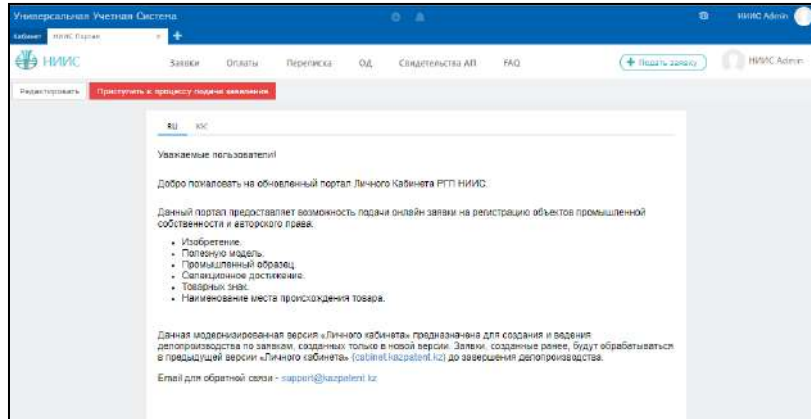 Универсальная Учетная Система
НИИС Admin
Кабинет НИИС Портал × +
НИИС Заявки Оплаты Переписка ОД Свидетельства АП FAQ + Подать заявку НИИС Admin
Редактировать Приступить к процессу подачи заявления
RU KK
Уважаемые пользователи!
Добро пожаловать на обновленный портал Личного Кабинета РГП НИИС.
Данный портал предоставляет возможность подачи онлайн заявки на регистрацию объектов промышленной
собственности и авторского права:
• Изобретение.
• Полезную модель.
• Промышленный образец.
• Селекционное достижение.
• Товарных знак.
• Наименование места происхождения товара.
Данная модернизированная версия «Личного кабинета» предназначена для создания и ведения
делопроизводства по заявкам, созданных только в новой версии. Заявки, созданные ранее, будут обрабатываться
в предыдущей версии «Личного кабинета» (cabinet.kazpatent.kz) до завершения делопроизводства.
Email для обратной связи - support@kazpatent.kz